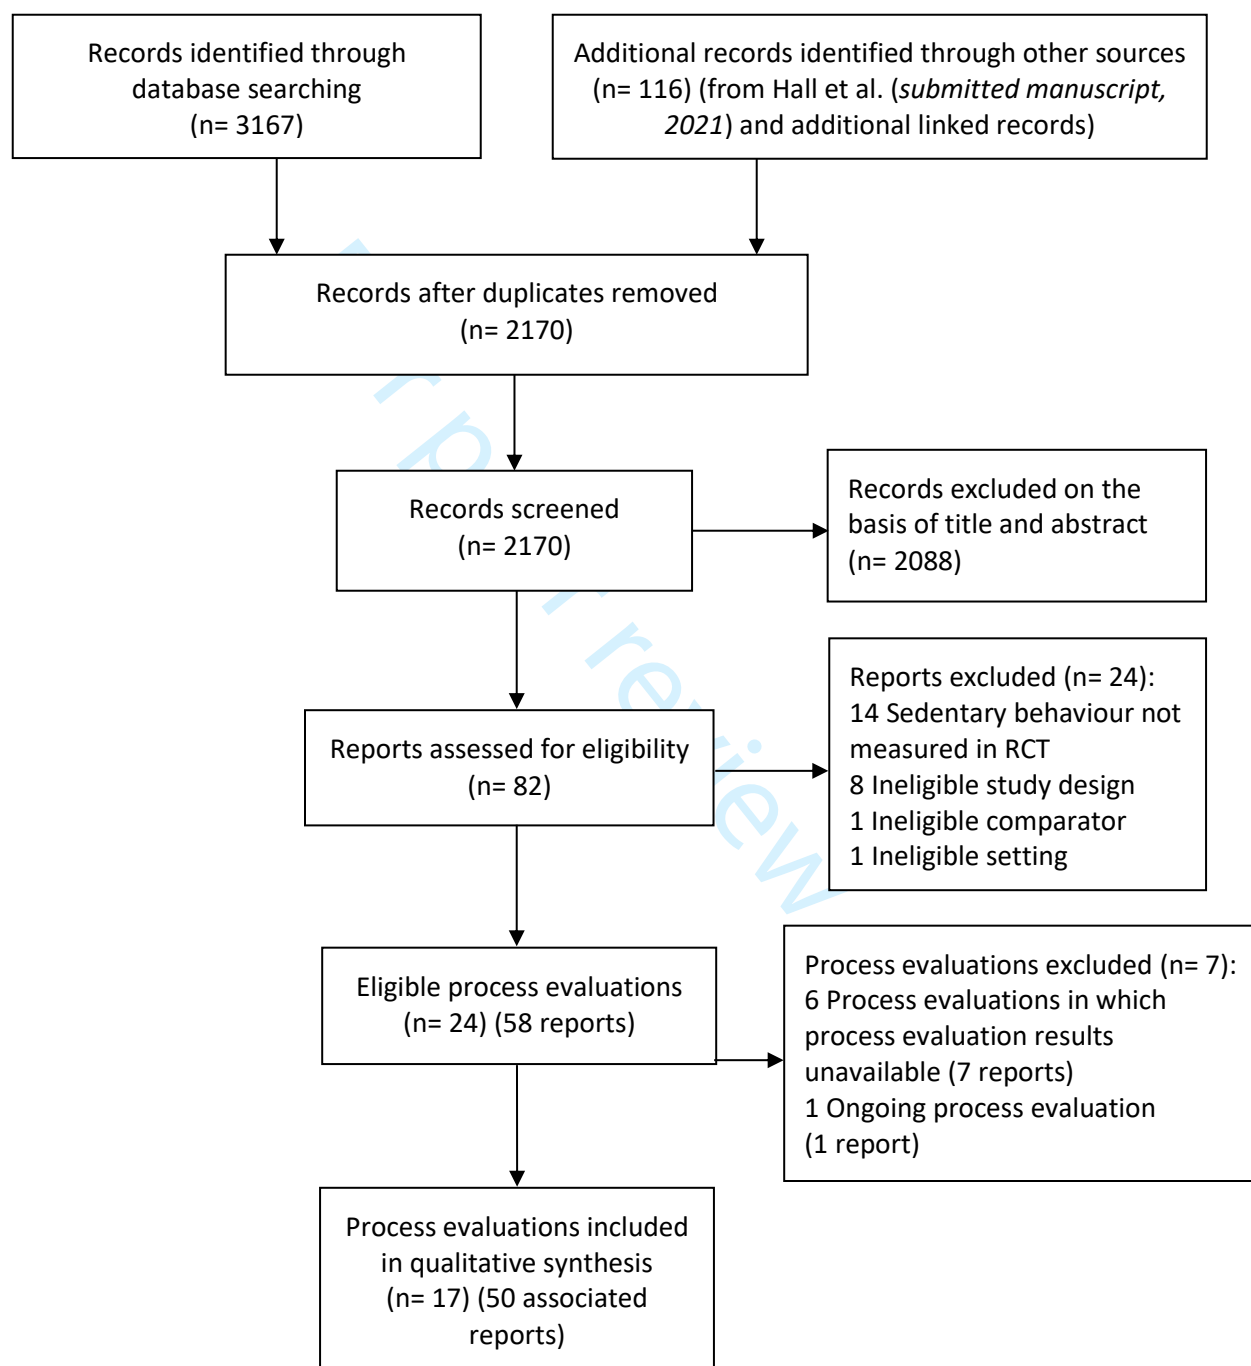 Records identified through
database searching
(n= 3167)
Additional records identified through other sources
(n= 116) (from Hall et al. (submitted manuscript,
2021) and additional linked records)
Records after duplicates removed
(n= 2170)
Records screened
(n= 2170)
Records excluded on the
basis of title and abstract
(n= 2088)
Reports assessed for eligibility
(n= 82)
Reports excluded (n= 24):
14 Sedentary behaviour not
measured in RCT
8 Ineligible study design
1 Ineligible comparator
1 Ineligible setting
Eligible process evaluations
(n= 24) (58 reports)
Process evaluations excluded (n= 7):
6 Process evaluations in which
process evaluation results
unavailable (7 reports)
1 Ongoing process evaluation
(1 report)
Process evaluations included
in qualitative synthesis
(n= 17) (50 associated
reports)
review